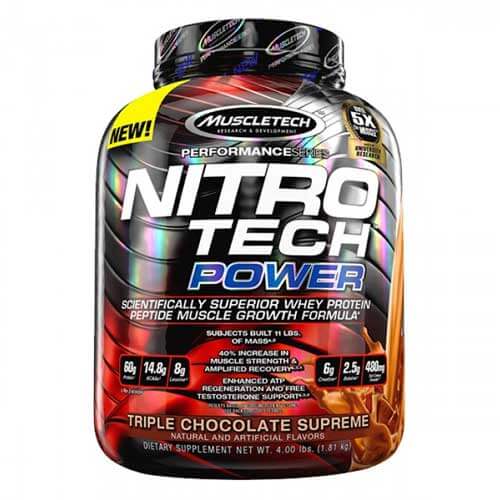 NEW!
MUSCLETECH
RESEARCH & DEVELOPMENT
PERFORMANCE SERIES
5X
NITRO
TECH
POWER
SCIENTIFICALLY SUPERIOR WHEY PROTEIN
PEPTIDE MUSCLE GROWTH FORMULA
SUBJECTS BUILT 11 LBS.
OF MASS
40% INCREASE IN
MUSCLE STRENGTH &
AMPLIFIED RECOVERY
ENHANCED ATP
REGENERATION AND FREE
TESTOSTERONE SUPPORT
60g
14.8g
8g
6g
2.5g
480mg
TRIPLE CHOCOLATE SUPREME
NATURAL AND ARTIFICIAL FLAVORS
DIETARY SUPPLEMENT NET WT. 4.00 LBS. (1.81 KG)